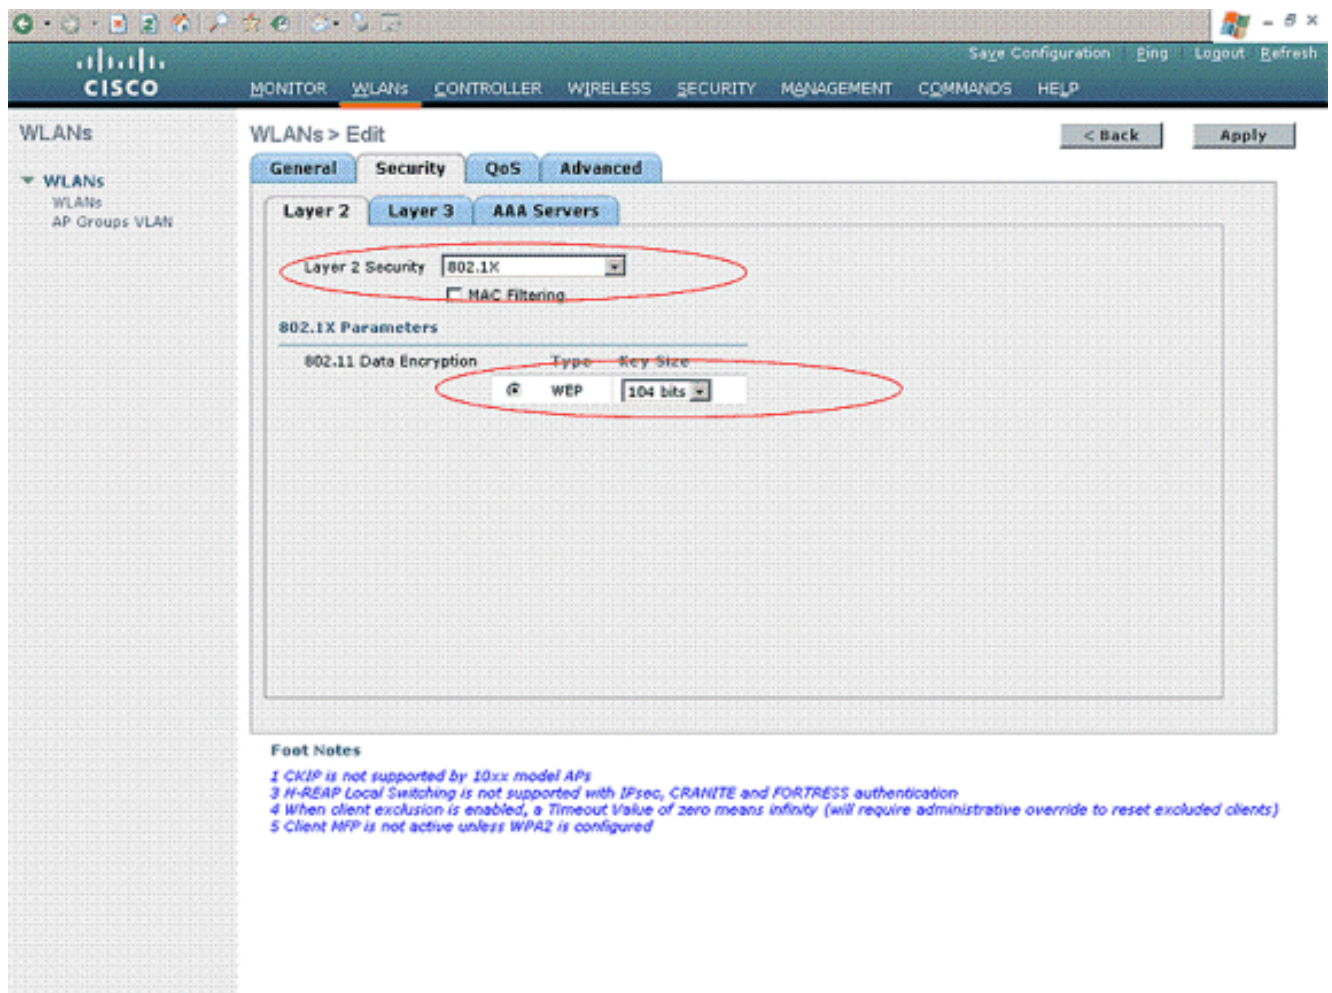 Save Configuration Ping Logout Refresh
CISCO
MONITOR WLANs CONTROLLER WIRELESS SECURITY MANAGEMENT COMMANDS HELP
WLANs
WLANs > Edit
< Back Apply
General Security QoS Advanced
WLANs
WLANs
AP Groups VLAN
Layer 2 Layer 3 AAA Servers
Layer 2 Security 802.1X
MAC Filtering
802.1X Parameters
802.11 Data Encryption Type Key Size
WEP 104 bits
Foot Notes
1 CKIP is not supported by 10xx model APs
3 H-REAP Local Switching is not supported with IPsec, CRANITE and FORTRESS authentication
4 When client exclusion is enabled, a Timeout Value of zero means infinity (will require administrative override to reset excluded clients)
5 Client MFP is not active unless WPA2 is configured